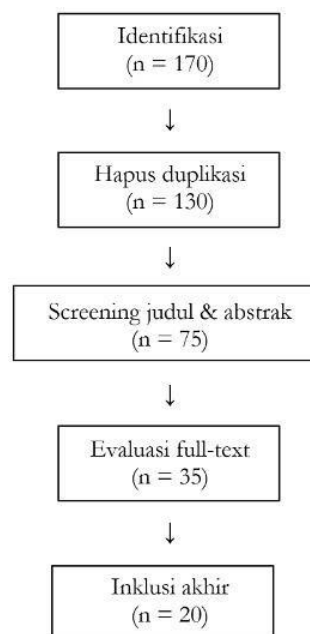 Identifikasi
(n = 170)
↓
Hapus duplikasi
(n = 130)
↓
Screening judul & abstrak
(n = 75)
↓
Evaluasi full-text
(n = 35)
↓
Inklusi akhir
(n = 20)